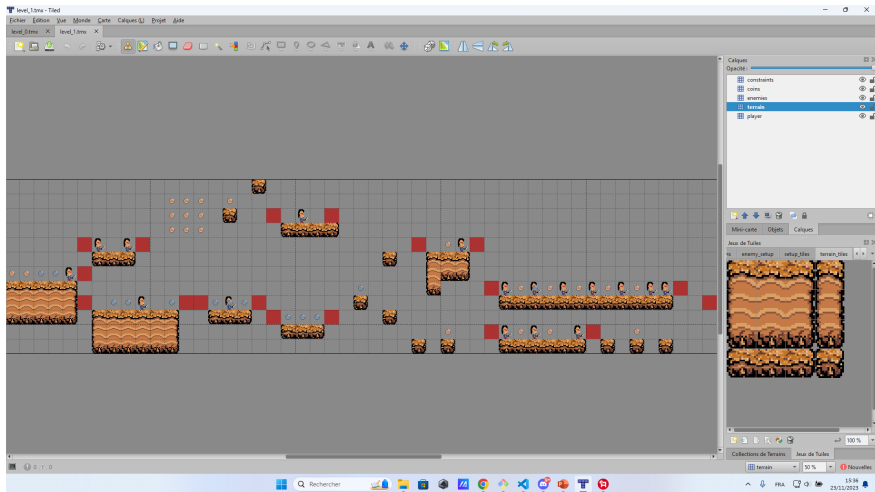 level_1.tmx - Tiled
Fichier Édition Vue Monde Carte Calques (L) Projet Aide
level_0.tmx level_1.tmx
Calques
Opacité :
constraints
coins
enemies
terrain
player
Mini-carte Objets Calques
Jeux de Tuiles
enemy_setup setup_tiles terrain_tiles
100 %
Collections de Terrains Jeux de Tuiles
terrain 50 % Nouvelles
Rechercher
FRA
15:36
23/11/2023